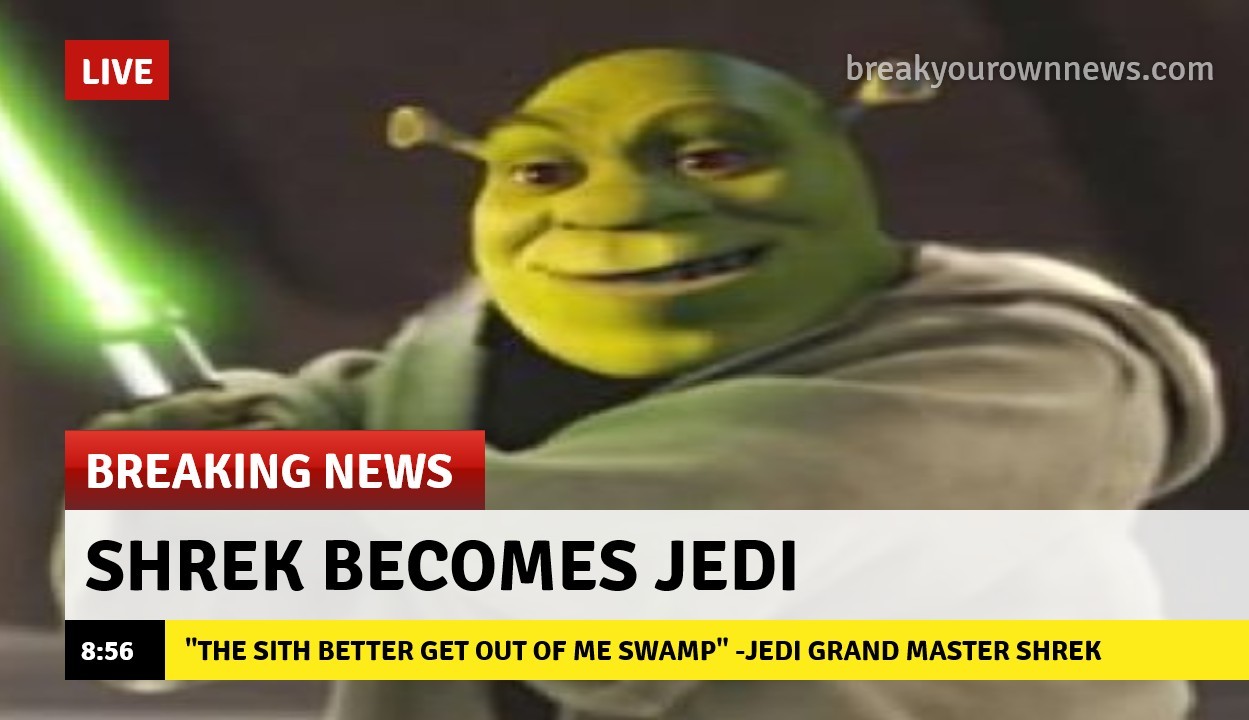 LIVE
breakyourownnews.com
BREAKING NEWS
SHREK BECOMES JEDI
8:56
"THE SITH BETTER GET OUT OF ME SWAMP" -JEDI GRAND MASTER SHREK